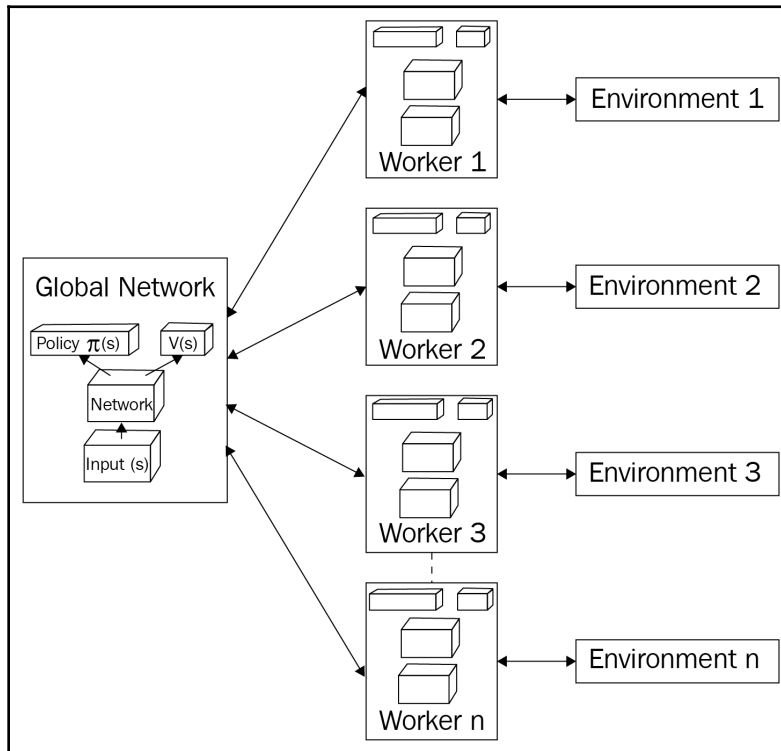 Global Network
Policy π(s)
V(s)
Network
Input (s)
Worker 1
Environment 1
Worker 2
Environment 2
Worker 3
Environment 3
Worker n
Environment n